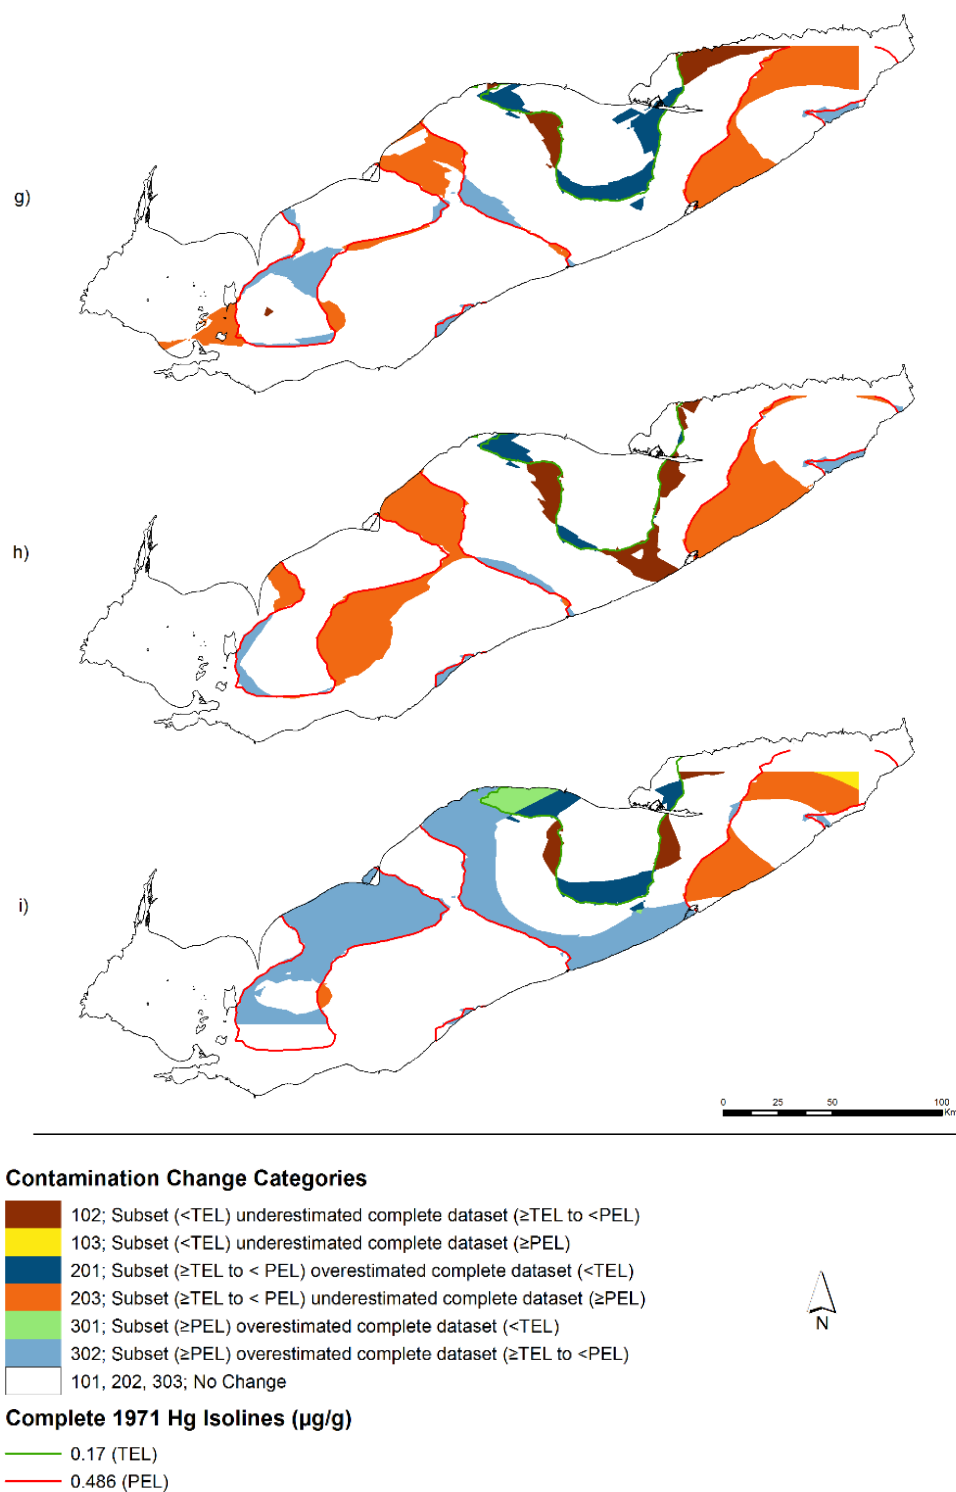 g)
h)
i)
0 25 50 100
Km
Contamination Change Categories
102; Subset (<TEL) underestimated complete dataset (≥TEL to <PEL)
103; Subset (<TEL) underestimated complete dataset (≥PEL)
201; Subset (≥TEL to < PEL) overestimated complete dataset (<TEL)
203; Subset (≥TEL to < PEL) underestimated complete dataset (≥PEL)
301; Subset (≥PEL) overestimated complete dataset (<TEL)
302; Subset (≥PEL) overestimated complete dataset (≥TEL to <PEL)
101, 202, 303; No Change
N
Complete 1971 Hg Isolines (µg/g)
0.17 (TEL)
0.486 (PEL)